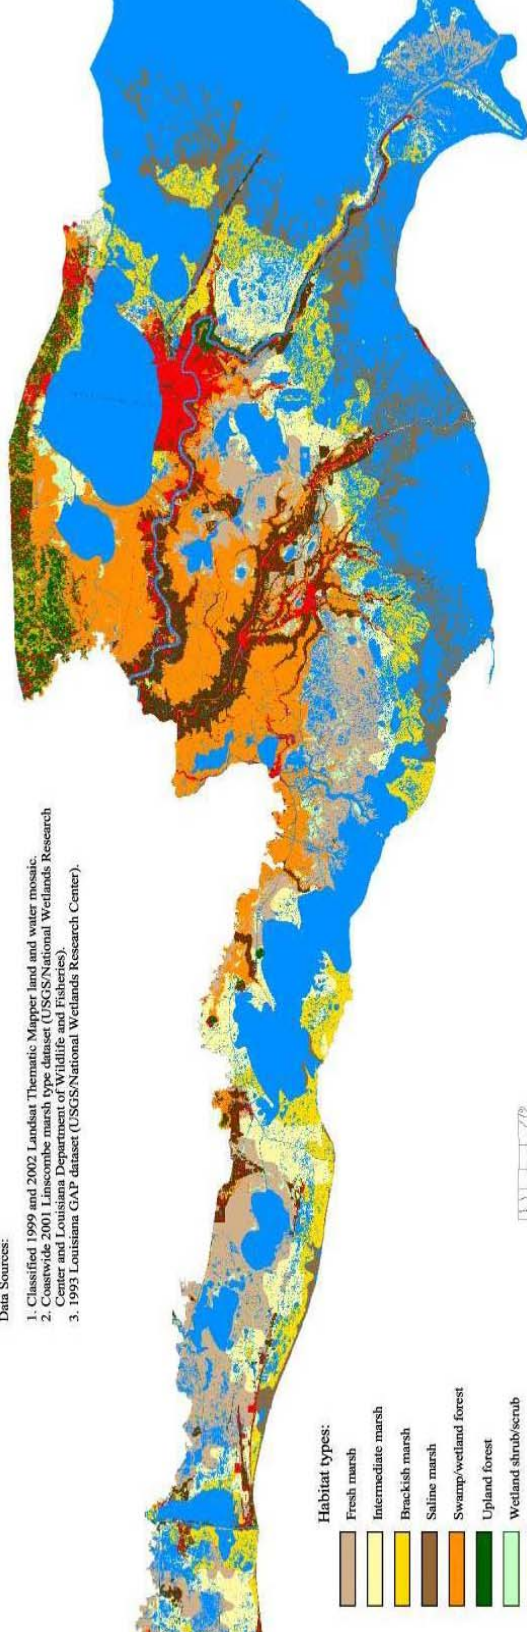 Data Sources:
1. Classified 1999 and 2002 Landsat Thematic Mapper land and water mosaic.
2. Coastwide 2001 Linscombe marsh type dataset (USGS/National Wetlands Research
Center and Louisiana Department of Wildlife and Fisheries).
3. 1993 Louisiana GAP dataset (USGS/National Wetlands Research Center).
Habitat types:
Fresh marsh
Intermediate marsh
Brackish marsh
Saline marsh
Swamp/wetland forest
Upland forest
Wetland shrub/scrub